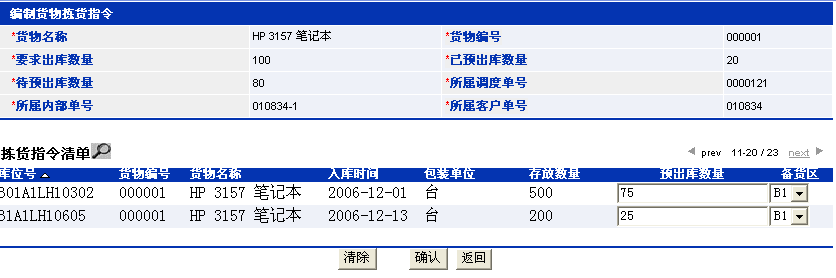 编制货物拣货指令
*货物名称 HP 3157 笔记本 *货物编号 000001
*要求出库数量 100 *已预出库数量 20
*待预出库数量 80 *所属调度单号 0000121
*所属内部单号 010834-1 *所属客户单号 010834
拣货指令清单 prev 11-20 / 23 next
库位号 货物编号 货物名称 入库时间 包装单位 存放数量 预出库数量 备货区
B01A1LH10302 000001 HP 3157 笔记本 2006-12-01 台 500 75 B1
B1A1LH10605 000001 HP 3157 笔记本 2006-12-13 台 200 25 B1
清除 确认 返回